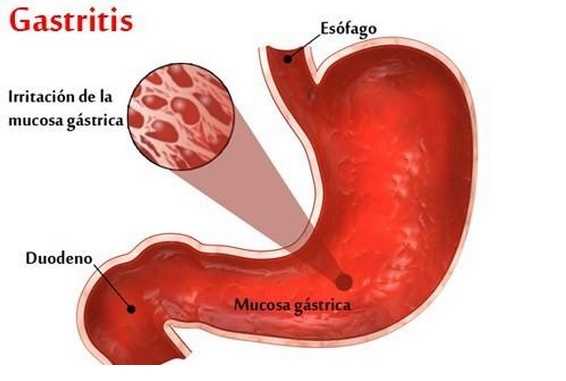 Gastritis
Esófago
Irritación de la
mucosa gástrica
Duodeno
Mucosa gástrica